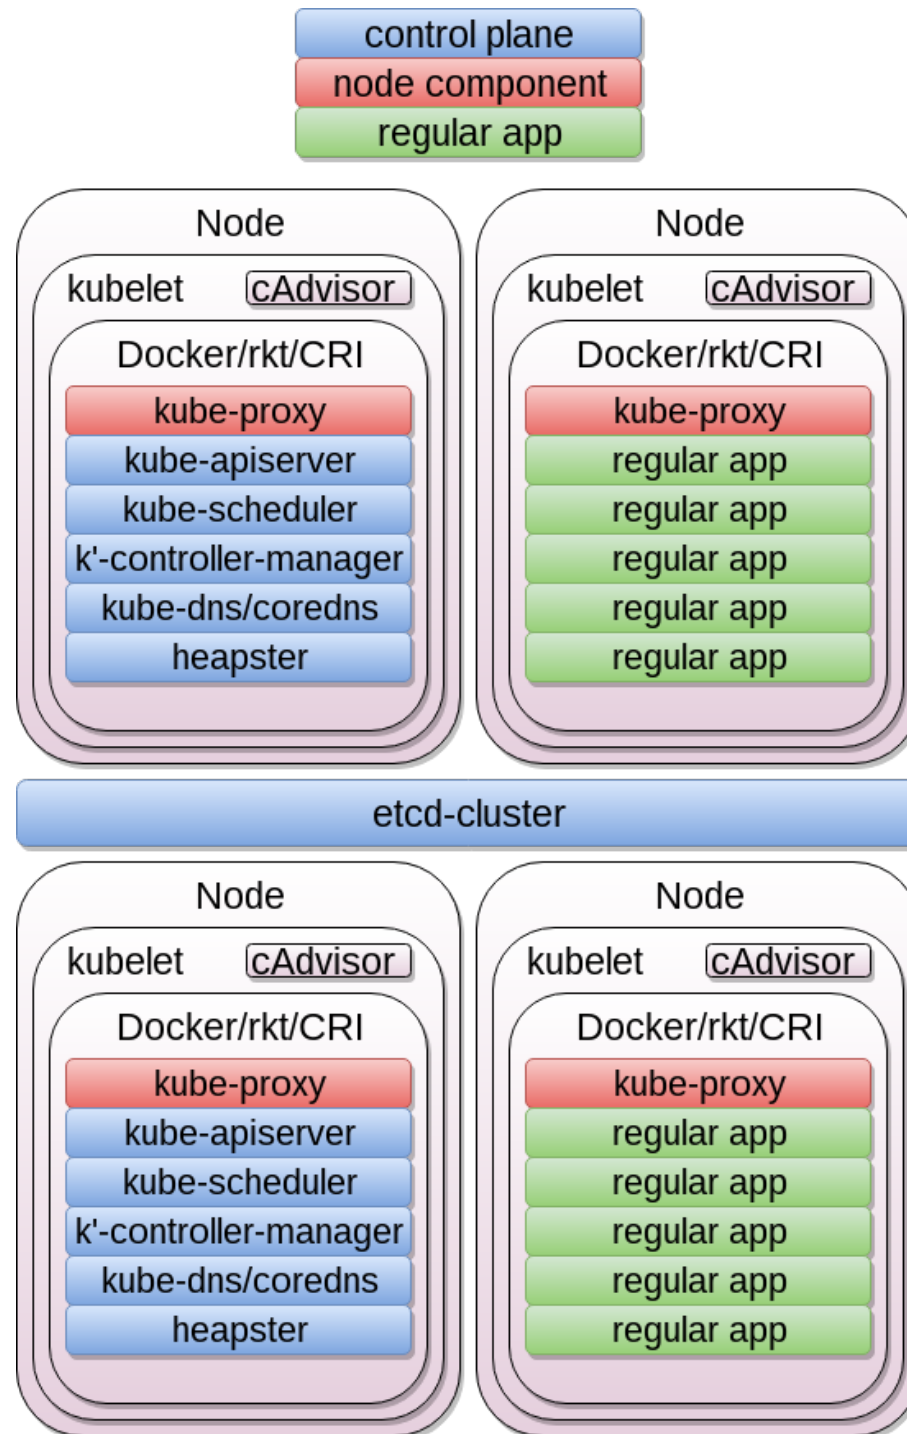 control plane
node component
regular app
Node
kubelet cAdvisor
Docker/rkt/CRI
kube-proxy
kube-apiserver
kube-scheduler
k'-controller-manager
kube-dns/coredns
heapster
Node
kubelet cAdvisor
Docker/rkt/CRI
kube-proxy
regular app
regular app
regular app
regular app
regular app
etcd-cluster
Node
kubelet cAdvisor
Docker/rkt/CRI
kube-proxy
kube-apiserver
kube-scheduler
k'-controller-manager
kube-dns/coredns
heapster
Node
kubelet cAdvisor
Docker/rkt/CRI
kube-proxy
regular app
regular app
regular app
regular app
regular app